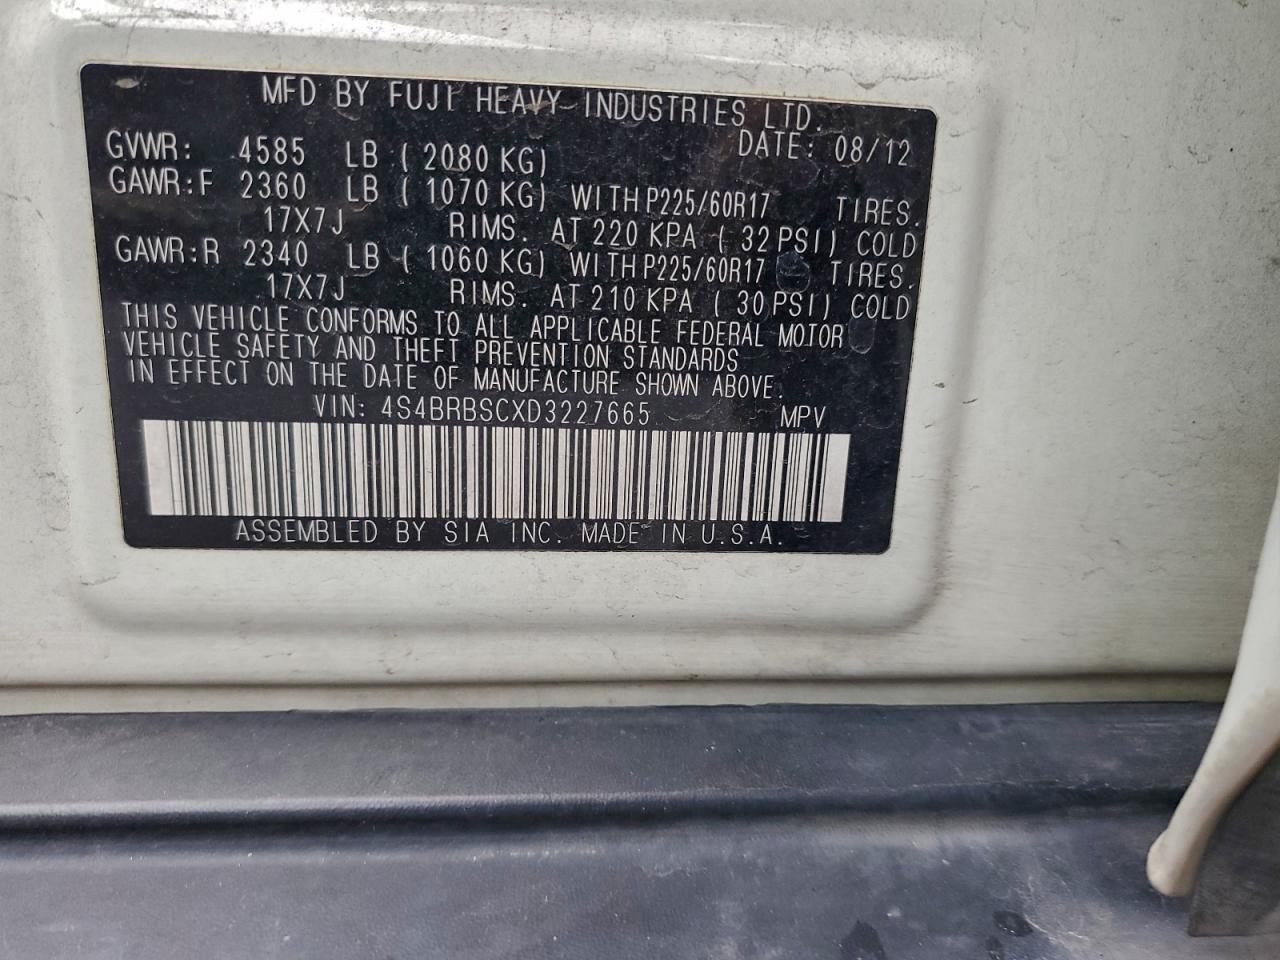 MFD BY FUJI HEAVY INDUSTRIES LTD.
DATE: 08/12
GVWR: 4585 LB (2080 KG)
GAWR:F 2360 LB (1070 KG) WITH P225/60R17 TIRES.
17X7J RIMS. AT 220 KPA (32 PSI) COLD
GAWR:R 2340 LB (1060 KG) WITH P225/60R17 TIRES.
17X7J RIMS. AT 210 KPA (30 PSI) COLD
THIS VEHICLE CONFORMS TO ALL APPLICABLE FEDERAL MOTOR
VEHICLE SAFETY AND THEFT PREVENTION STANDARDS
IN EFFECT ON THE DATE OF MANUFACTURE SHOWN ABOVE.
VIN: 4S4BRBSCXD3227665 MPV
ASSEMBLED BY SIA INC. MADE IN U.S.A.